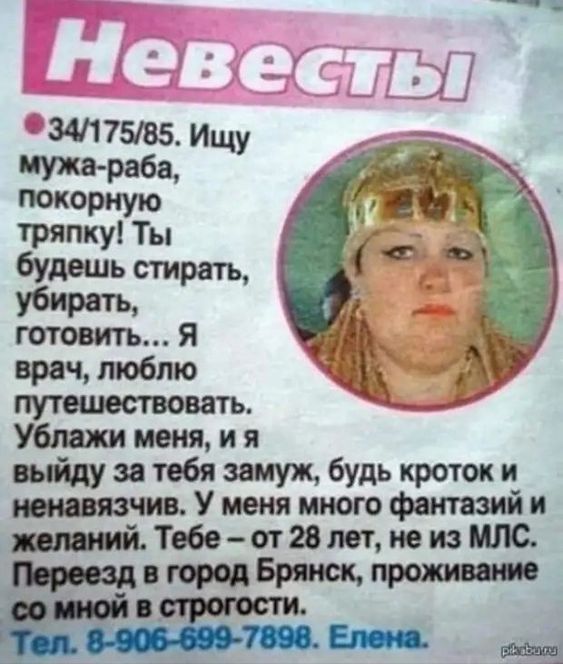 Невесты
•34/175/85. Ищу
мужа-раба,
покорную
тряпку! Ты
будешь стирать,
убирать,
готовить... Я
врач, люблю
путешествовать.
Ублажи меня, и я
выйду за тебя замуж, будь кроток и
ненавязчив. У меня много фантазий и
желаний. Тебе – от 28 лет, не из МЛС.
Переезд в город Брянск, проживание
со мной в строгости.
Тел. 8-906-699-7898. Елена.
pikabu.ru